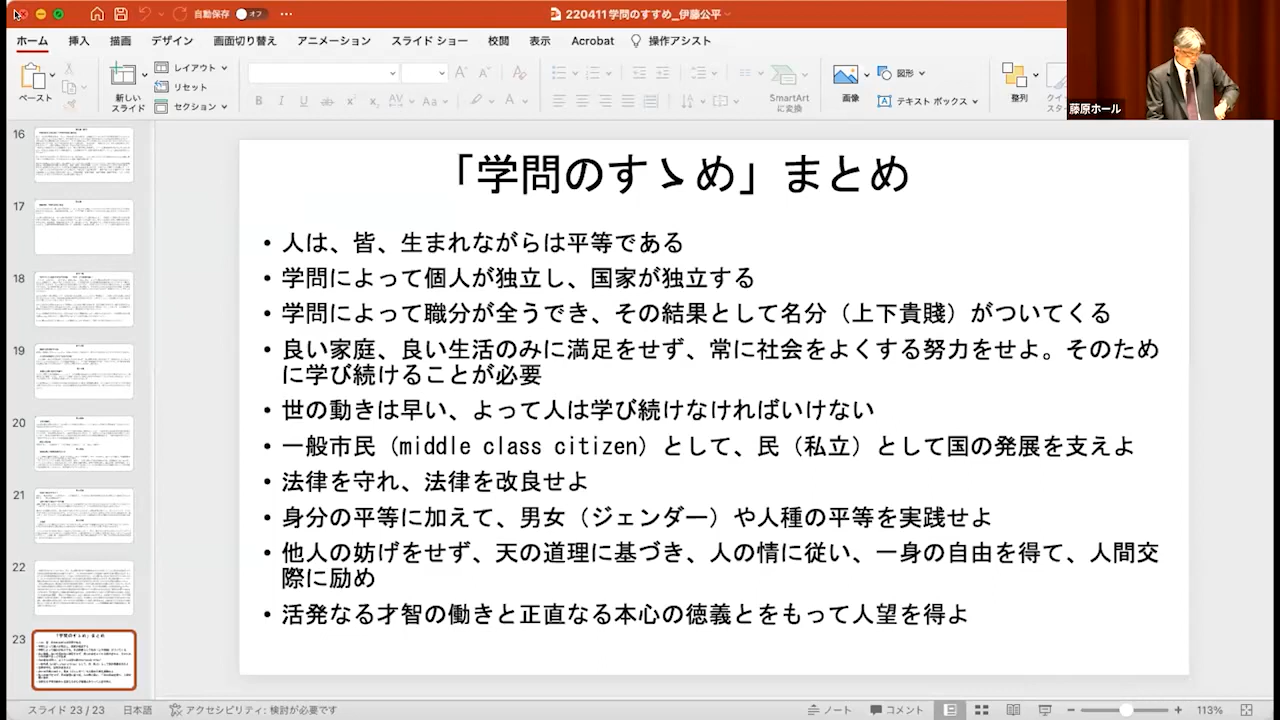 自動保存 オフ
220411学問のすすめ_伊藤公平
ホーム 挿入 描画 デザイン 画面切り替え アニメーション スライド ショー 校閲 表示 Acrobat 操作アシスト
ペースト
新しい
スライド
レイアウト
リセット
セクション
B I U
SmartArt
に変換
画像
図形
テキスト ボックス
整列
藤原ホール
16
17
18
19
20
21
22
23
「学問のすゝめ」まとめ
• 人は、皆、生まれながらは平等である
• 学問によって個人が独立し、国家が独立する
• 学問によって職分が全うでき、その結果として名分（上下貴賤）がついてくる
• 良い家庭、良い生活のみに満足をせず、常に社会をよくする努力をせよ。そのため
に学び続けることが必要
• 世の動きは早い、よって人は学び続けなければいけない
• 一般市民（middle class citizen）として、民（私立）として国の発展を支えよ
• 法律を守れ、法律を改良せよ
• 身分の平等に加えて、男女（ジェンダー）や人種の平等を実践せよ
• 他人の妨げをせず、天の道理に基づき、人の情に従い、一身の自由を得て、人間交
際に励め
• 活発なる才智の働きと正直なる本心の徳義とをもって人望を得よ
スライド 23 / 23 日本語 アクセシビリティ: 検討が必要です ノート コメント 113%